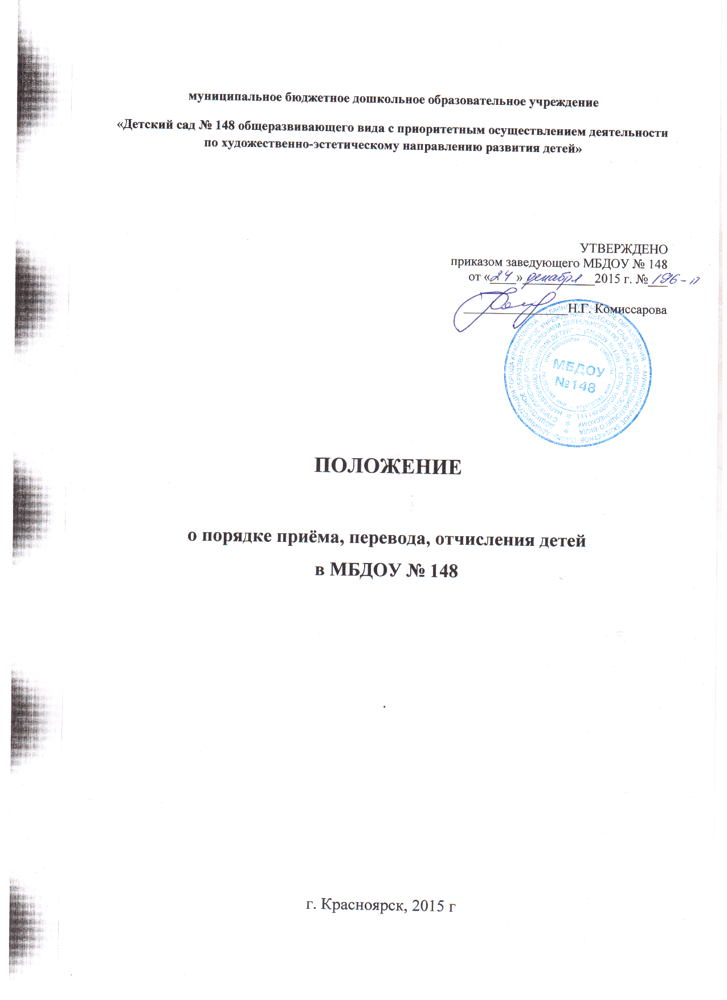 муниципальное бюджетное дошкольное образовательное учреждение
«Детский сад № 148 общеразвивающего вида с приоритетным осуществлением деятельности
по художественно-эстетическому направлению развития детей»
УТВЕРЖДЕНО
приказом заведующего МБДОУ № 148
от «24» декабря 2015 г. № 196-п
Н.Г. Комиссарова
МБДОУ
№148
ПОЛОЖЕНИЕ
о порядке приёма, перевода, отчисления детей
в МБДОУ № 148
г. Красноярск, 2015 г